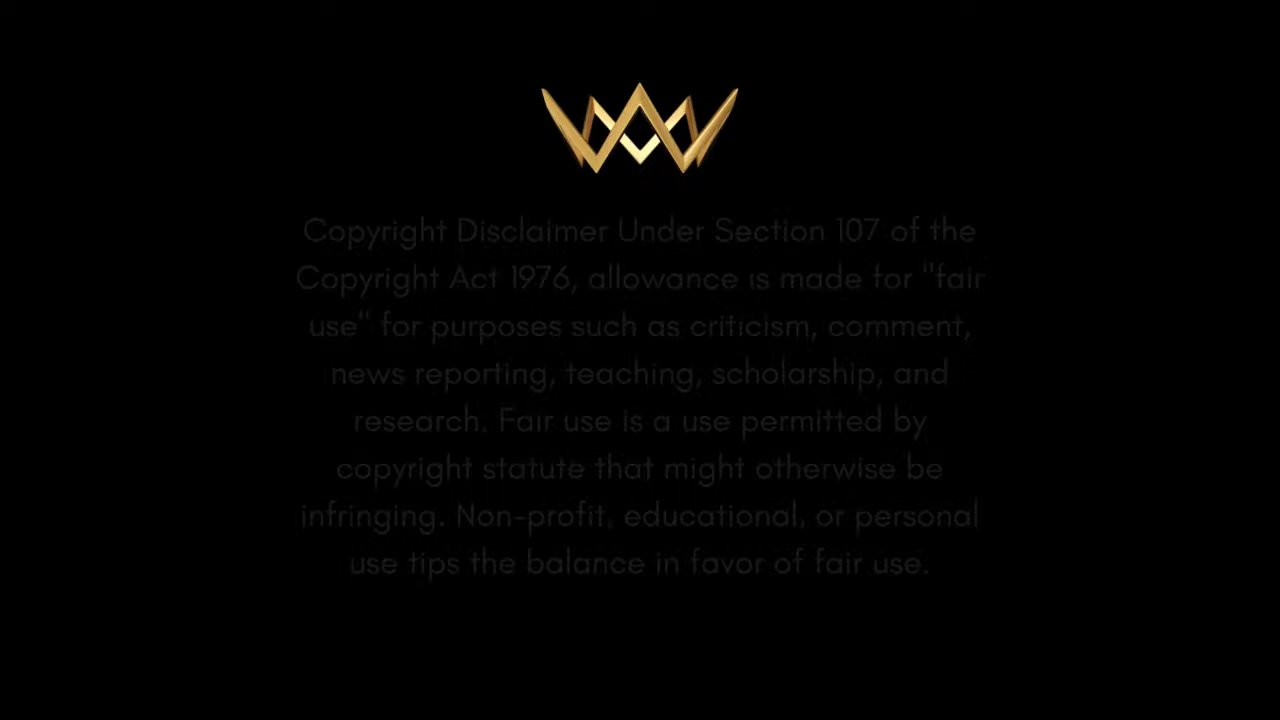 Copyright Disclaimer Under Section 107 of the
Copyright Act 1976, allowance is made for "fair
use" for purposes such as criticism, comment,
news reporting, teaching, scholarship, and
research. Fair use is a use permitted by
copyright statute that might otherwise be
infringing. Non-profit, educational, or personal
use tips the balance in favor of fair use.